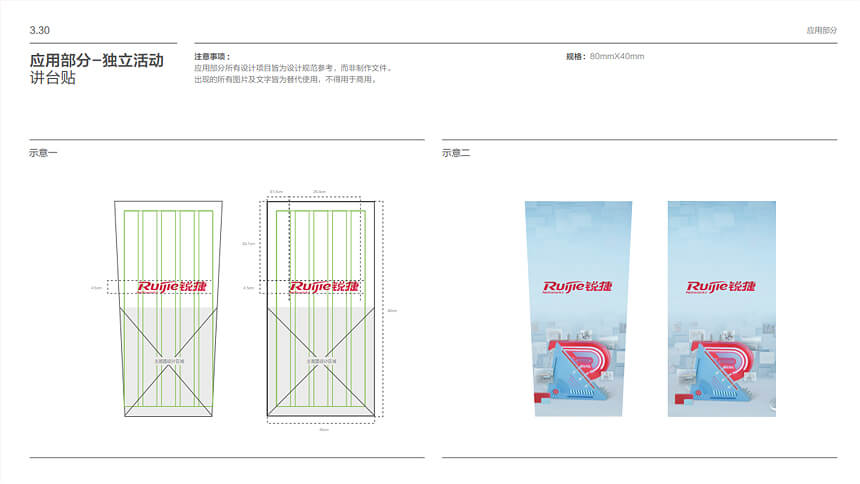 3.30
应用部分
应用部分–独立活动
讲台贴
注意事项：
应用部分所有设计项目皆为设计规范参考，而非制作文件。
出现的所有图片及文字皆为替代使用，不得用于商用。
规格：80mmX40mm
示意一
示意二
Ruijie锐捷
Ruijie锐捷
主视图设计区域
主视图设计区域
Ruijie锐捷
Networks
Ruijie锐捷
Networks